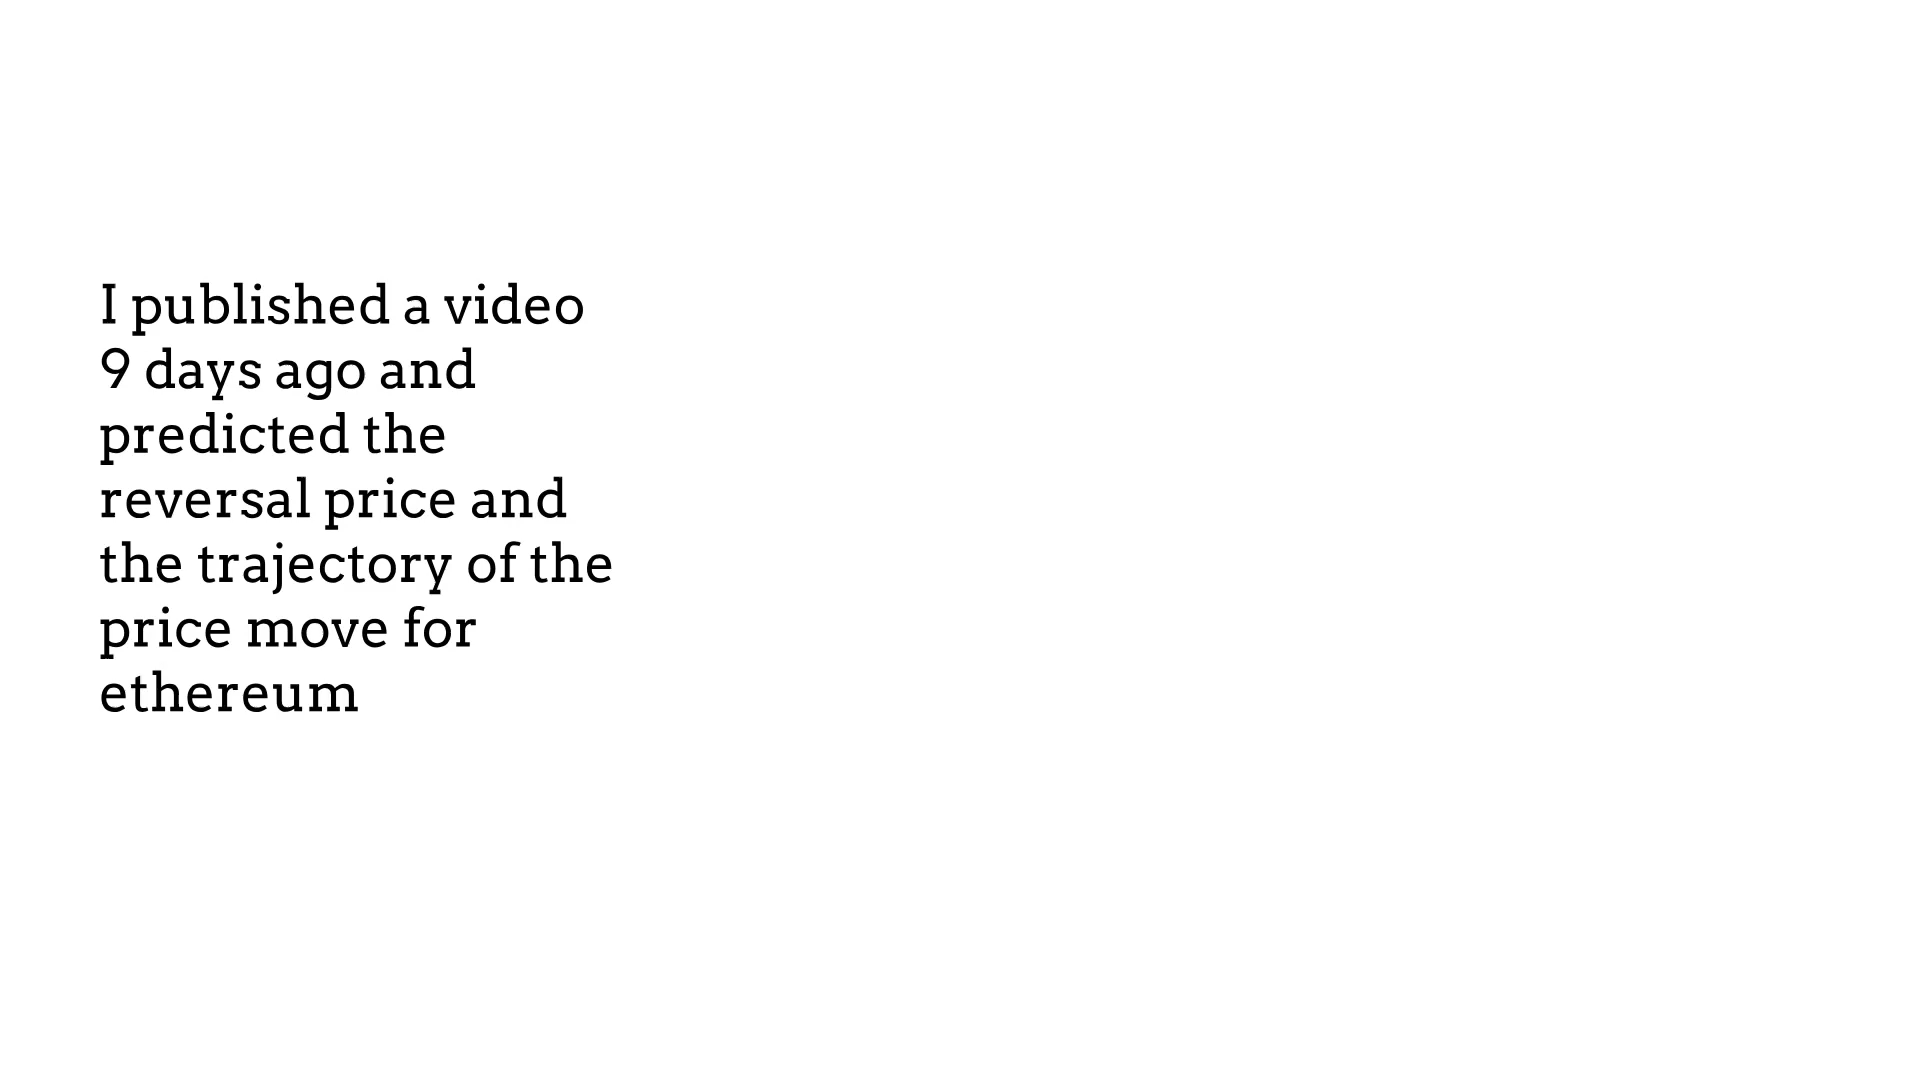 I published a video
9 days ago and
predicted the
reversal price and
the trajectory of the
price move for
ethereum